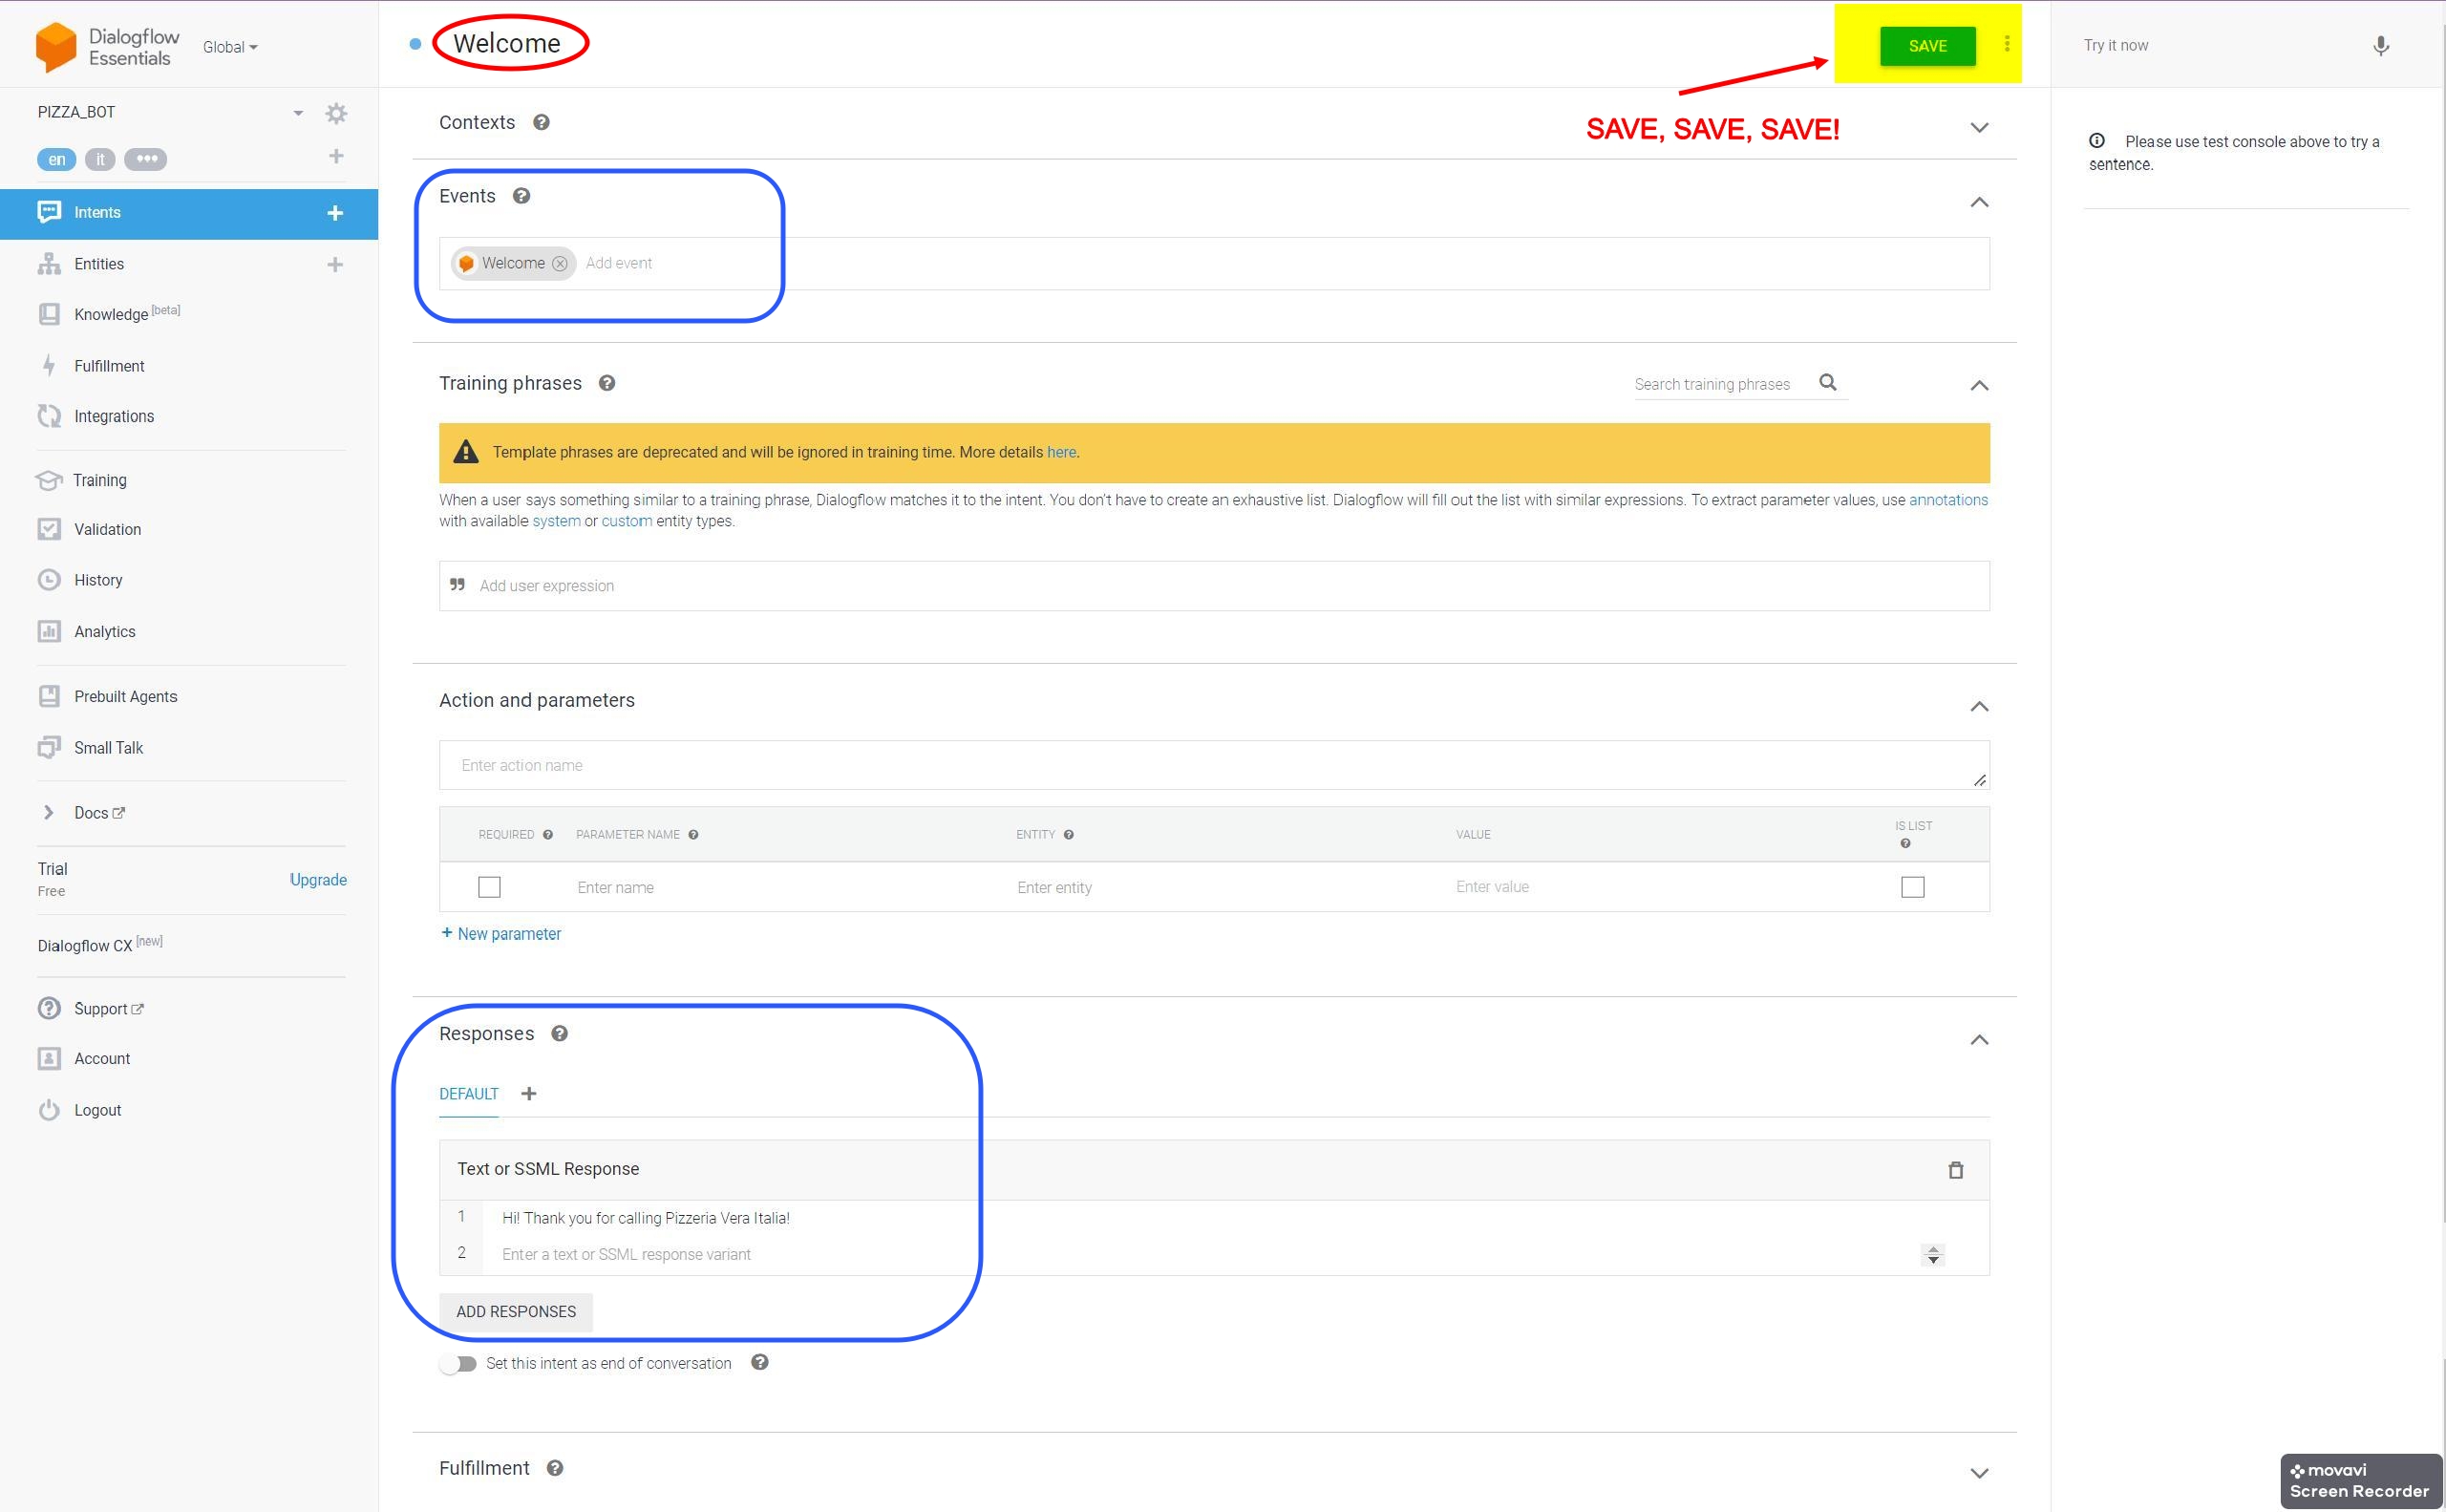 Dialogflow
Essentials
Global
PIZZA_BOT
en it
Intents
Entities
Knowledge [beta]
Fulfillment
Integrations
Training
Validation
History
Analytics
Prebuilt Agents
Small Talk
Docs
Trial
Free
Upgrade
Dialogflow CX [new]
Support
Account
Logout
Welcome
SAVE
SAVE, SAVE, SAVE!
Contexts
Events
Welcome Add event
Training phrases
Search training phrases
Template phrases are deprecated and will be ignored in training time. More details here.
When a user says something similar to a training phrase, Dialogflow matches it to the intent. You don't have to create an exhaustive list. Dialogflow will fill out the list with similar expressions. To extract parameter values, use annotations
with available system or custom entity types.
Add user expression
Action and parameters
Enter action name
REQUIRED PARAMETER NAME ENTITY VALUE IS LIST
Enter name Enter entity Enter value
+ New parameter
Responses
DEFAULT +
Text or SSML Response
1 Hi! Thank you for calling Pizzeria Vera Italia!
2 Enter a text or SSML response variant
ADD RESPONSES
Set this intent as end of conversation
Fulfillment
Try it now
Please use test console above to try a
sentence.
movavi
Screen Recorder